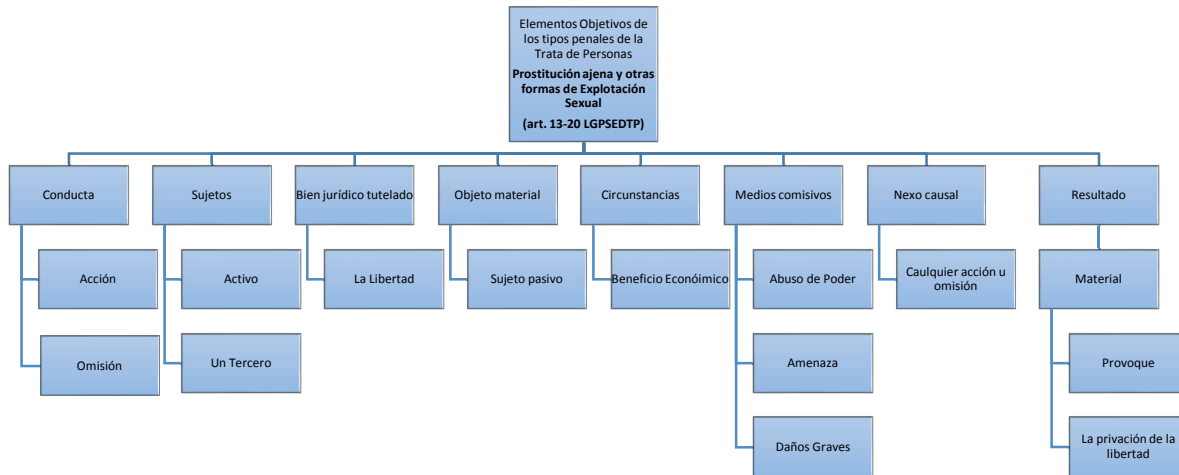 Elementos Objetivos de
los tipos penales de la
Trata de Personas
Prostitución ajena y otras
formas de Explotación
Sexual
(art. 13-20 LGPSEDTP)
Conducta
Sujetos
Bien jurídico tutelado
Objeto material
Circunstancias
Medios comisivos
Nexo causal
Resultado
Acción
Activo
La Libertad
Sujeto pasivo
Beneficio Econóimico
Abuso de Poder
Caulquier acción u
omisión
Material
Omisión
Un Tercero
Amenaza
Provoque
Daños Graves
La privación de la
libertad